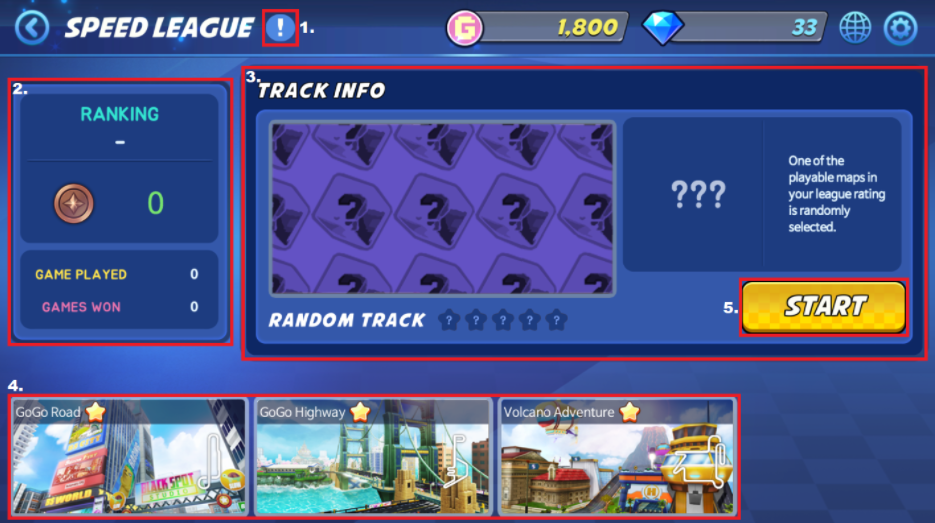 SPEED LEAGUE ! 1. G 1,800 33
2.
RANKING
-
0
GAME PLAYED 0
GAMES WON 0
3. TRACK INFO
???
One of the
playable maps in
your league rating
is randomly
selected.
RANDOM TRACK ? ? ? ? ?
5. START
4.
GoGo Road
GoGo Highway
Volcano Adventure
BLACK SPOT